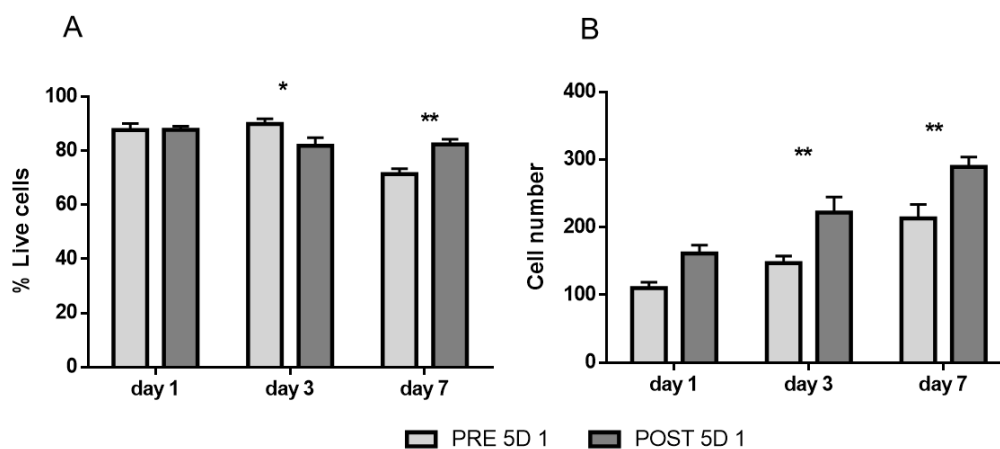 A
% Live cells
100
80
60
40
20
0
*
**
day 1
day 3
day 7
B
Cell number
400
300
200
100
0
**
**
day 1
day 3
day 7
PRE 5D 1
POST 5D 1